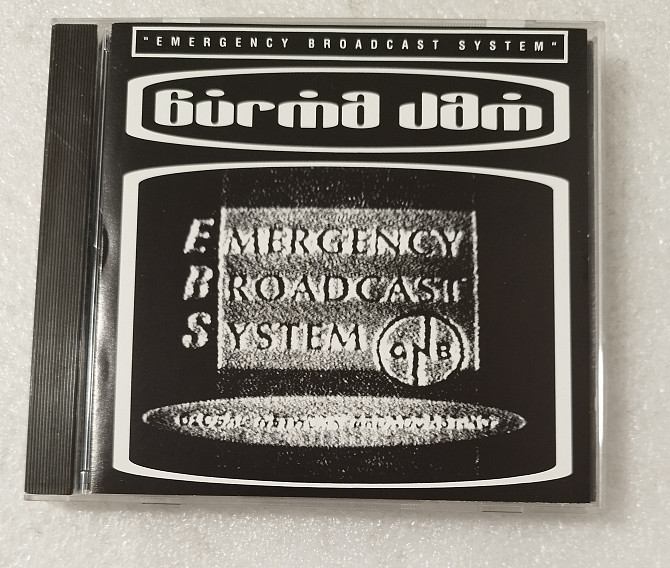 "EMERGENCY BROADCAST SYSTEM"
burma jam
EMERGENCY
BROADCAST
SYSTEM